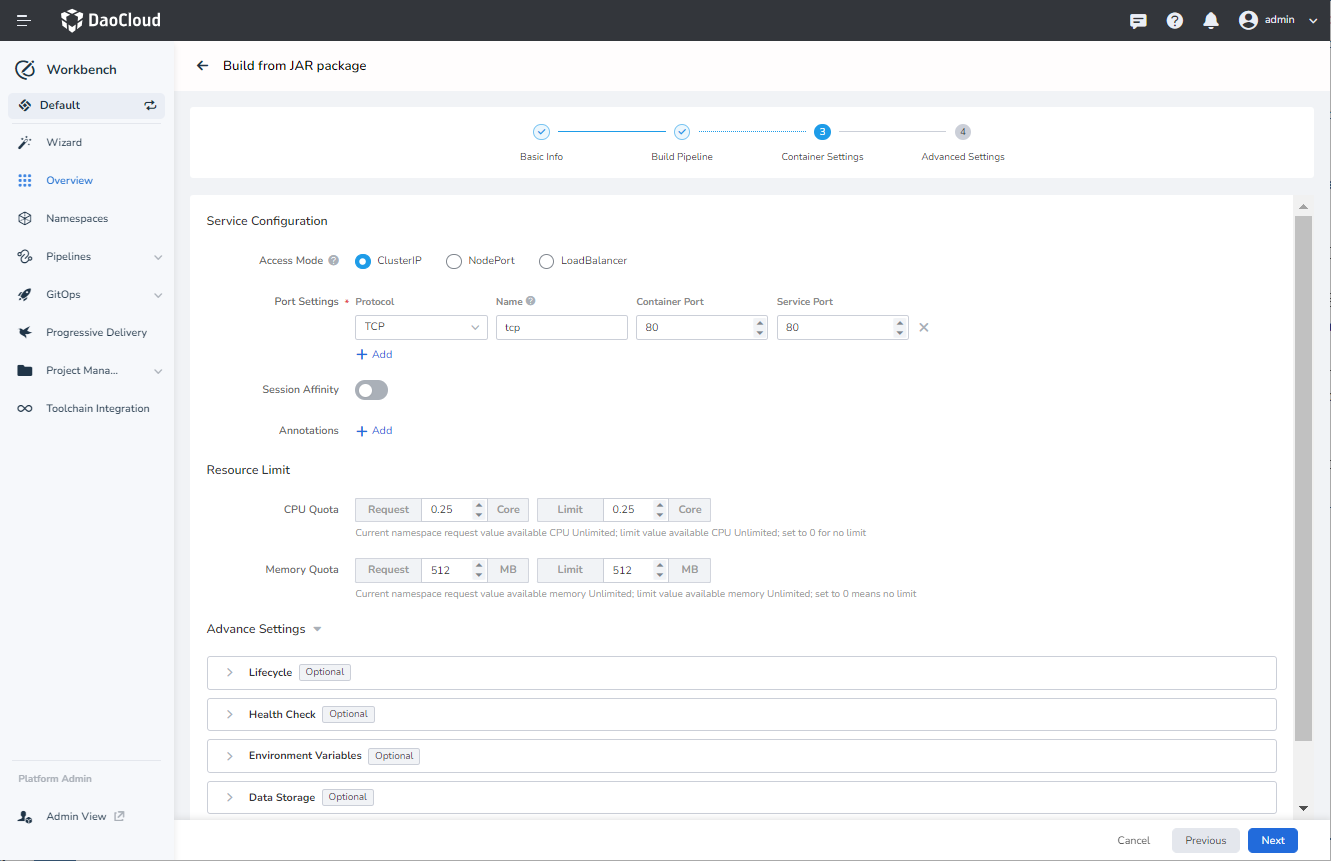 DaoCloud
admin
Workbench
Build from JAR package
Default
Wizard
Overview
Namespaces
Pipelines
GitOps
Progressive Delivery
Project Mana...
Toolchain Integration
Platform Admin
Admin View
3
4
Basic Info
Build Pipeline
Container Settings
Advanced Settings
Service Configuration
Access Mode ? ClusterIP NodePort LoadBalancer
Port Settings * Protocol Name ? Container Port Service Port
TCP tcp 80 80
+ Add
Session Affinity
Annotations + Add
Resource Limit
CPU Quota Request 0.25 Core Limit 0.25 Core
Current namespace request value available CPU Unlimited; limit value available CPU Unlimited; set to 0 for no limit
Memory Quota Request 512 MB Limit 512 MB
Current namespace request value available memory Unlimited; limit value available memory Unlimited; set to 0 means no limit
Advance Settings
Lifecycle Optional
Health Check Optional
Environment Variables Optional
Data Storage Optional
Cancel Previous Next